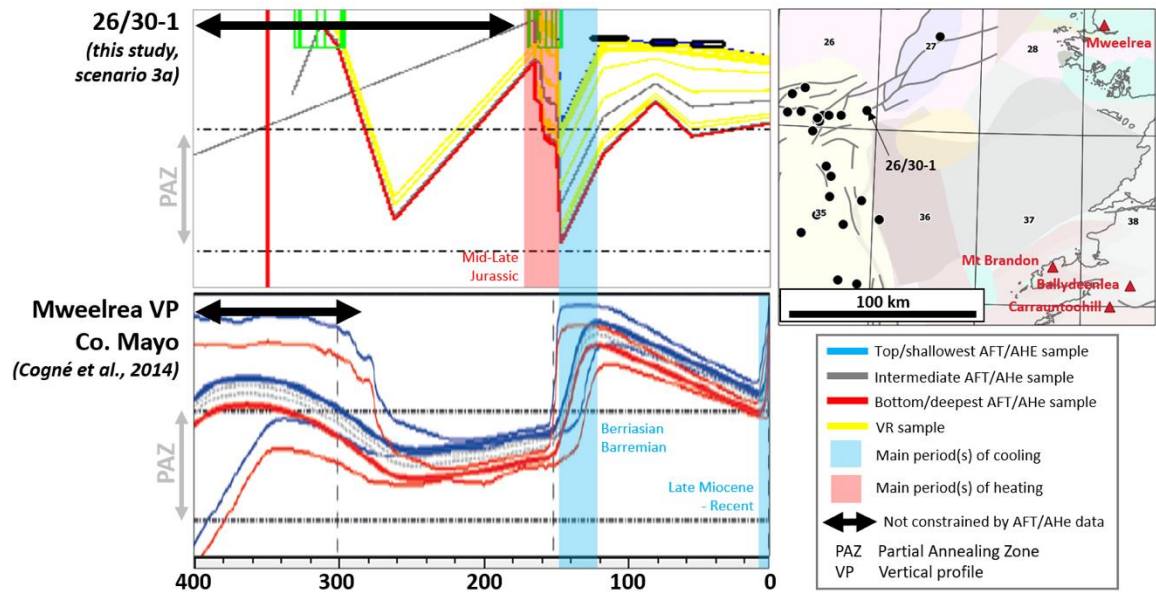 26/30-1
(this study,
scenario 3a)
PAZ
Mid-Late
Jurassic
Mweelrea VP
Co. Mayo
(Cogné et al., 2014)
PAZ
Berriasian
Barremian
Late Miocene
- Recent
400
300
200
100
0
26
27
28
Mweelrea
26/30-1
35
36
37
38
Mt Brandon
Ballydeenlea
Carrauntoohill
100 km
Top/shallowest AFT/AHE sample
Intermediate AFT/AHe sample
Bottom/deepest AFT/AHe sample
VR sample
Main period(s) of cooling
Main period(s) of heating
Not constrained by AFT/AHe data
PAZ Partial Annealing Zone
VP Vertical profile